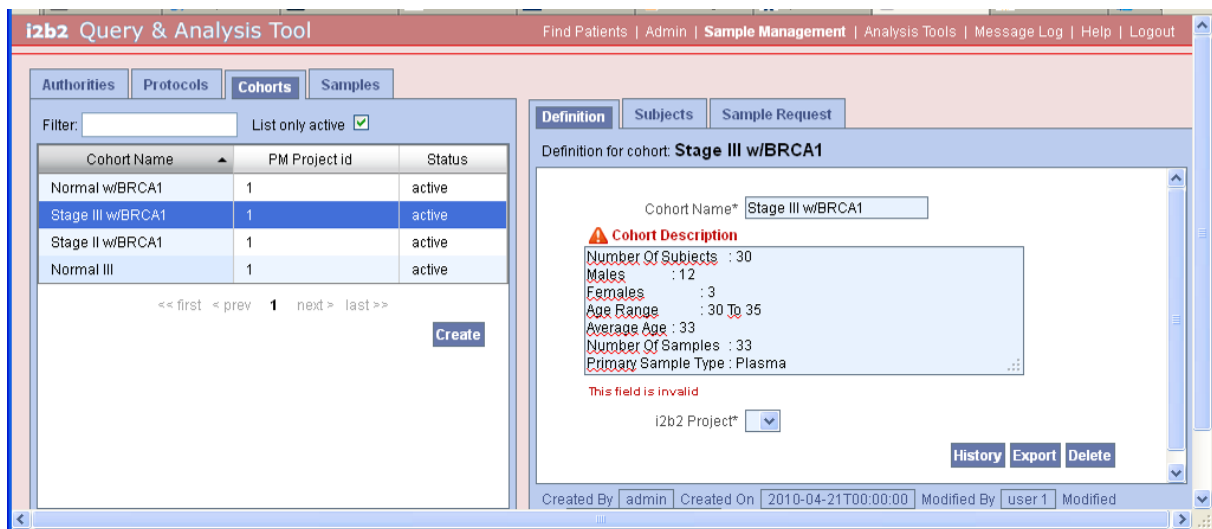 i2b2 Query & Analysis Tool
Find Patients | Admin | Sample Management | Analysis Tools | Message Log | Help | Logout
Authorities Protocols Cohorts Samples
Filter: List only active
Cohort Name PM Project id Status
Normal w/BRCA1 1 active
Stage III w/BRCA1 1 active
Stage II w/BRCA1 1 active
Normal III 1 active
<< first < prev 1 next > last >>
Create
Definition Subjects Sample Request
Definition for cohort: Stage III w/BRCA1
Cohort Name* Stage III w/BRCA1
Cohort Description
Number Of Subjects : 30
Males : 12
Females : 3
Age Range : 30 To 35
Average Age : 33
Number Of Samples : 33
Primary Sample Type : Plasma
This field is invalid
i2b2 Project*
History Export Delete
Created By admin Created On 2010-04-21T00:00:00 Modified By user 1 Modified